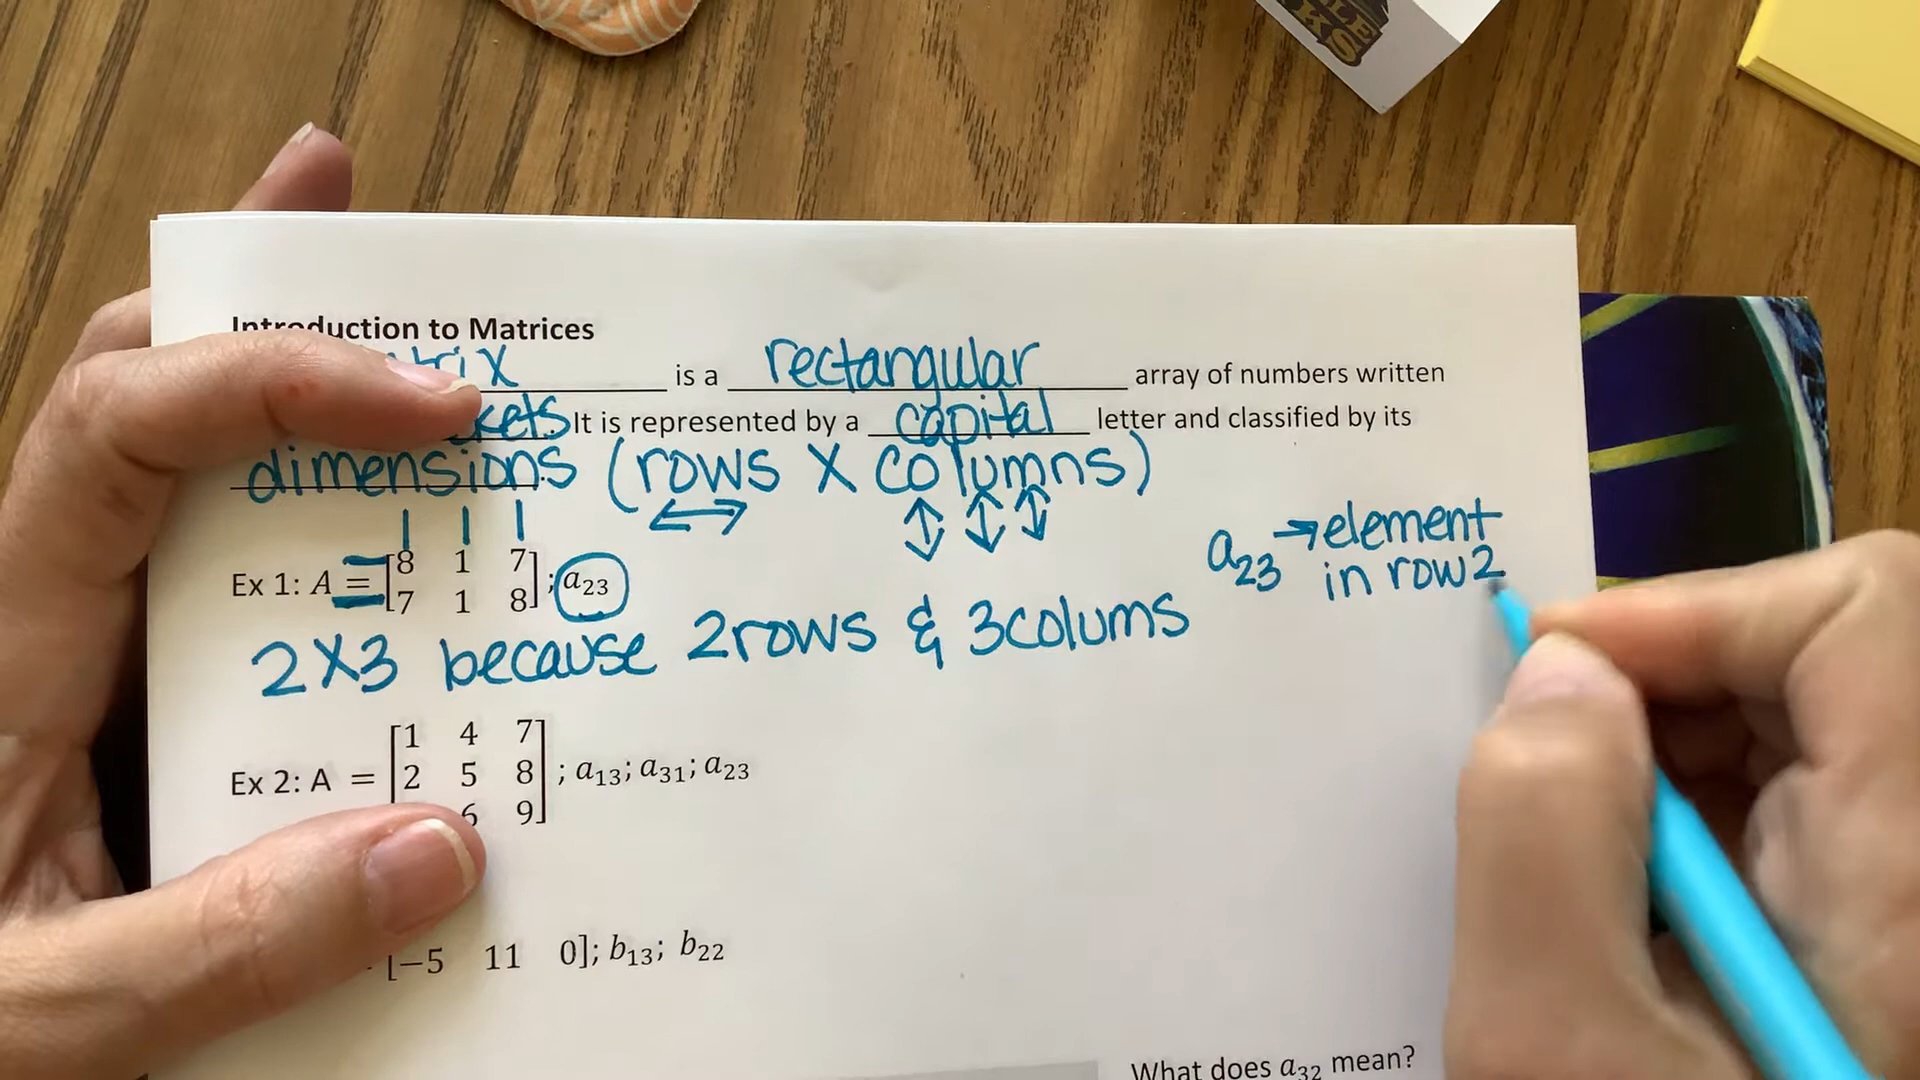 Introduction to Matrices
is a rectangular array of numbers written
It is represented by a capital letter and classified by its
dimensions (rows X columns)
Ex 1: A = [8 1 7
7 1 8] ; a23
a23 → element
in row 2
2X3 because 2rows & 3colums
Ex 2: A = [1 4 7
2 5 8
6 9] ; a13; a31; a23
[−5 11 0]; b13; b22
What does a32 mean?